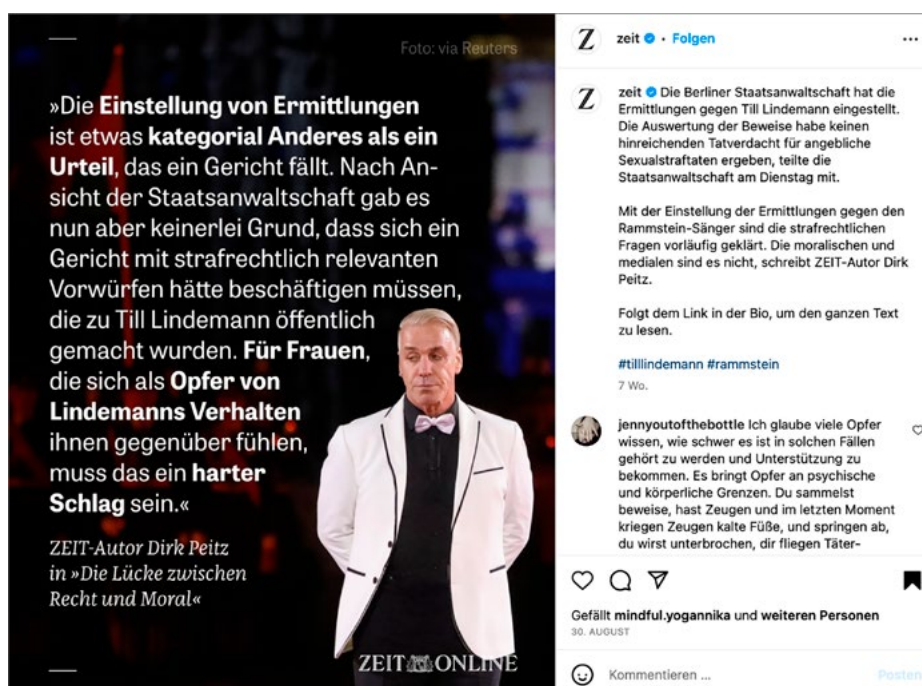 Foto: via Reuters
»Die Einstellung von Ermittlungen
ist etwas kategorial Anderes als ein
Urteil, das ein Gericht fällt. Nach An-
sicht der Staatsanwaltschaft gab es
nun aber keinerlei Grund, dass sich ein
Gericht mit strafrechtlich relevanten
Vorwürfen hätte beschäftigen müssen,
die zu Till Lindemann öffentlich
gemacht wurden. Für Frauen,
die sich als Opfer von
Lindemanns Verhalten
ihnen gegenüber fühlen,
muss das ein harter
Schlag sein.«
ZEIT-Autor Dirk Peitz
in »Die Lücke zwischen
Recht und Moral«
ZEIT ONLINE
Z
zeit • Folgen
Z
zeit Die Berliner Staatsanwaltschaft hat die
Ermittlungen gegen Till Lindemann eingestellt.
Die Auswertung der Beweise habe keinen
hinreichenden Tatverdacht für angebliche
Sexualstraftaten ergeben, teilte die
Staatsanwaltschaft am Dienstag mit.
Mit der Einstellung der Ermittlungen gegen den
Rammstein-Sänger sind die strafrechtlichen
Fragen vorläufig geklärt. Die moralischen und
medialen sind es nicht, schreibt ZEIT-Autor Dirk
Peitz.
Folgt dem Link in der Bio, um den ganzen Text
zu lesen.
#tilllindemann #rammstein
7 Wo.
jennyoutofthebottle Ich glaube viele Opfer
wissen, wie schwer es ist in solchen Fällen
gehört zu werden und Unterstützung zu
bekommen. Es bringt Opfer an psychische
und körperliche Grenzen. Du sammelst
beweise, hast Zeugen und im letzten Moment
kriegen Zeugen kalte Füße, und springen ab,
du wirst unterbrochen, dir fliegen Täter-
Gefällt mindful.yogannika und weiteren Personen
30. AUGUST
Kommentieren ...
Posten